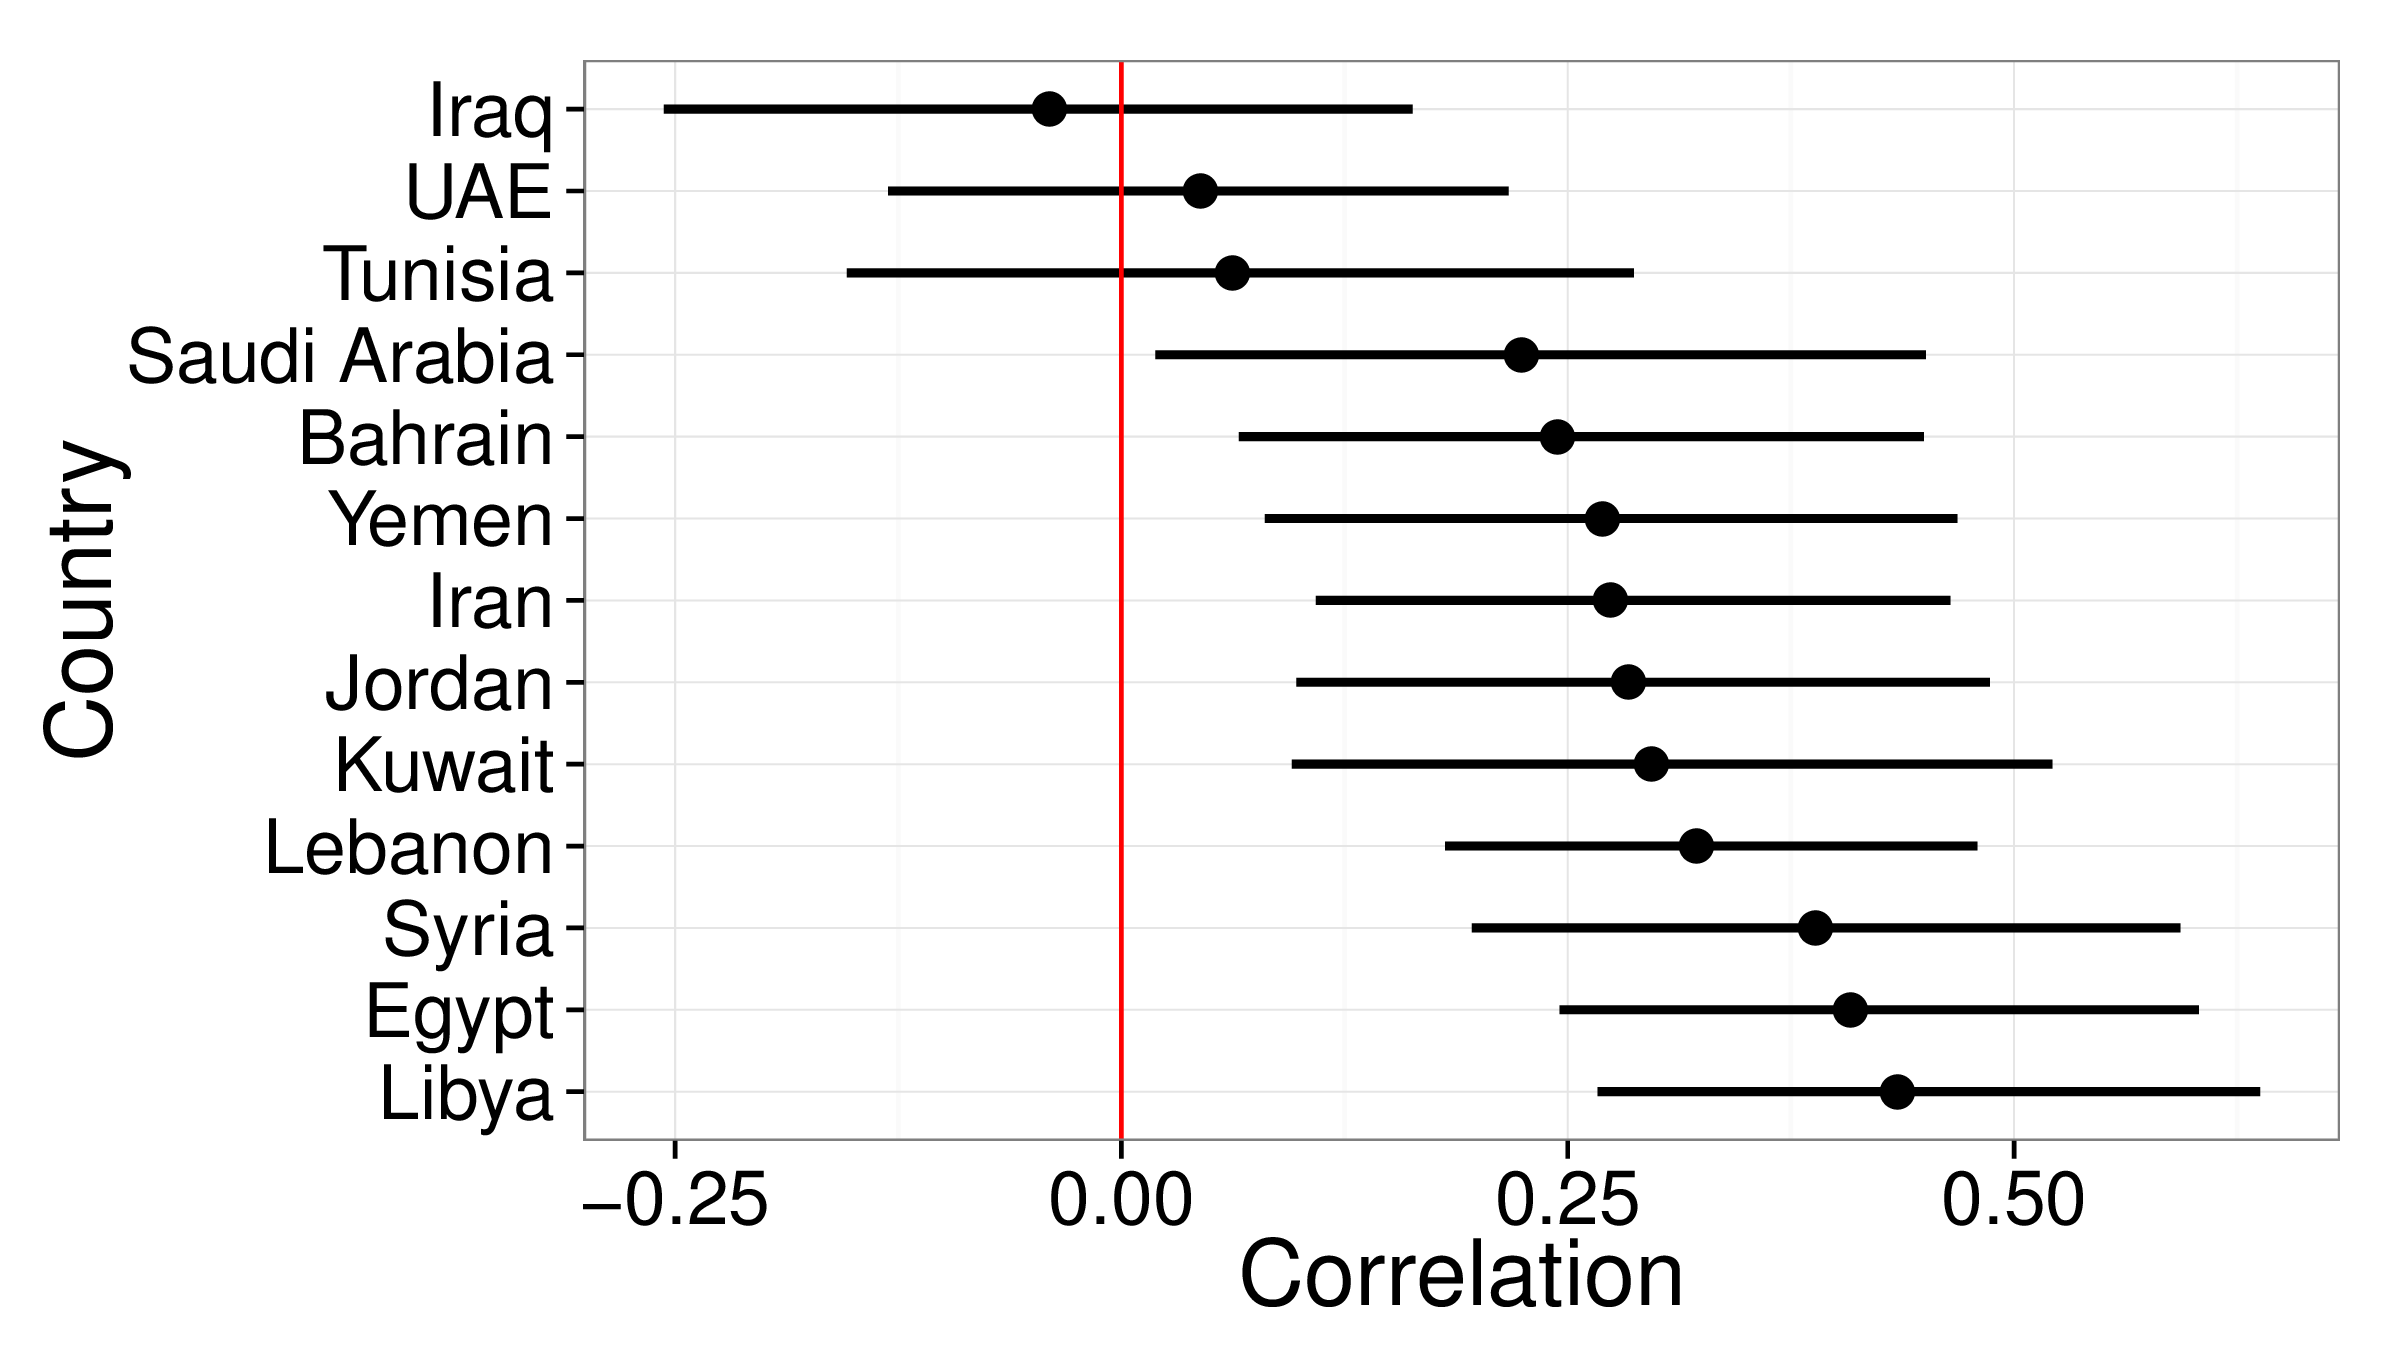 Iraq
UAE
Tunisia
Saudi Arabia
Bahrain
Yemen
Iran
Jordan
Kuwait
Lebanon
Syria
Egypt
Libya
Country
−0.25 0.00 0.25 0.50
Correlation